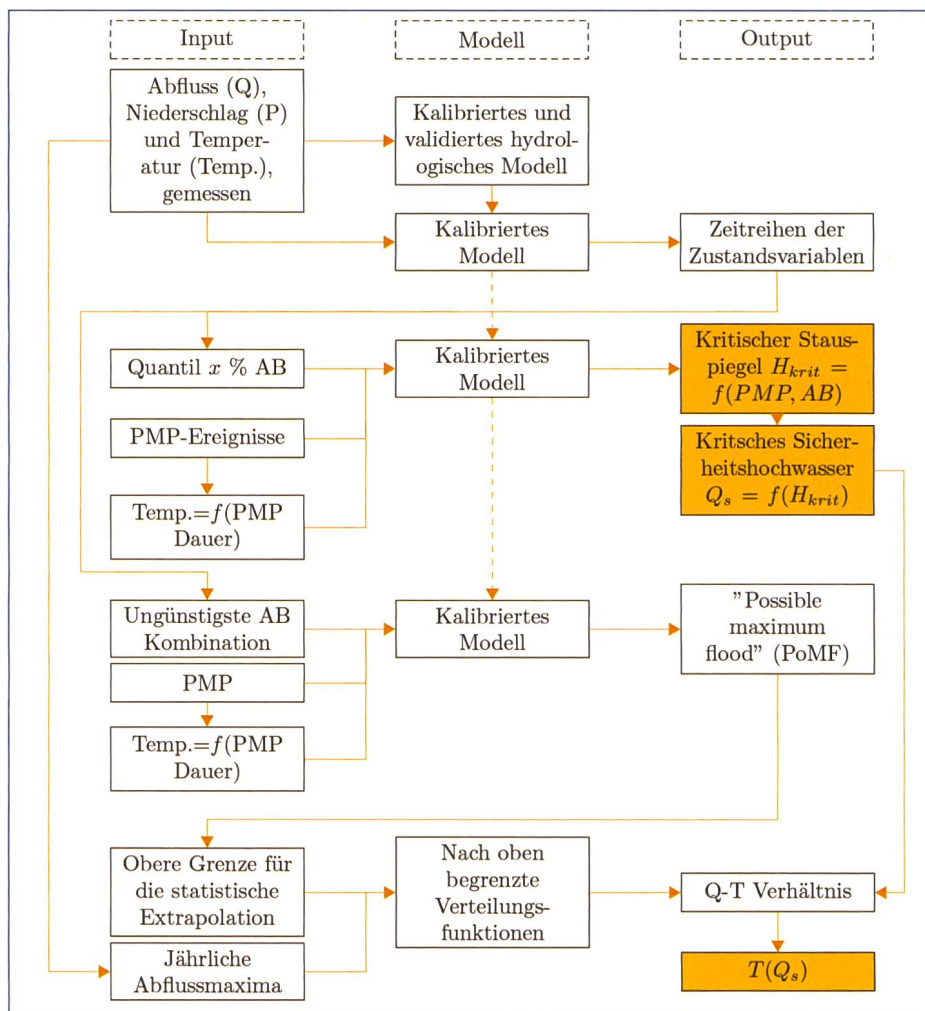 Input
Modell
Output
Abfluss (Q),
Niederschlag (P)
und Temper-
atur (Temp.),
gemessen
Kalibriertes und
validiertes hydrol-
ogisches Modell
Kalibriertes
Modell
Zeitreihen der
Zustandsvariablen
Quantil x % AB
Kalibriertes
Modell
Kritischer Staus-
piegel H_krit =
f(PMP, AB)
PMP-Ereignisse
Kritsches Sicher-
heitshochwasser
Q_s = f(H_krit)
Temp.=f(PMP
Dauer)
Ungünstigste AB
Kombination
Kalibriertes
Modell
"Possible
maximum
flood" (PoMF)
PMP
Temp.=f(PMP
Dauer)
Obere Grenze für
die statistische
Extrapolation
Nach oben
begrenzte
Verteilungs-
funktionen
Q-T Verhältnis
Jährliche
Abflussmaxima
T(Q_s)